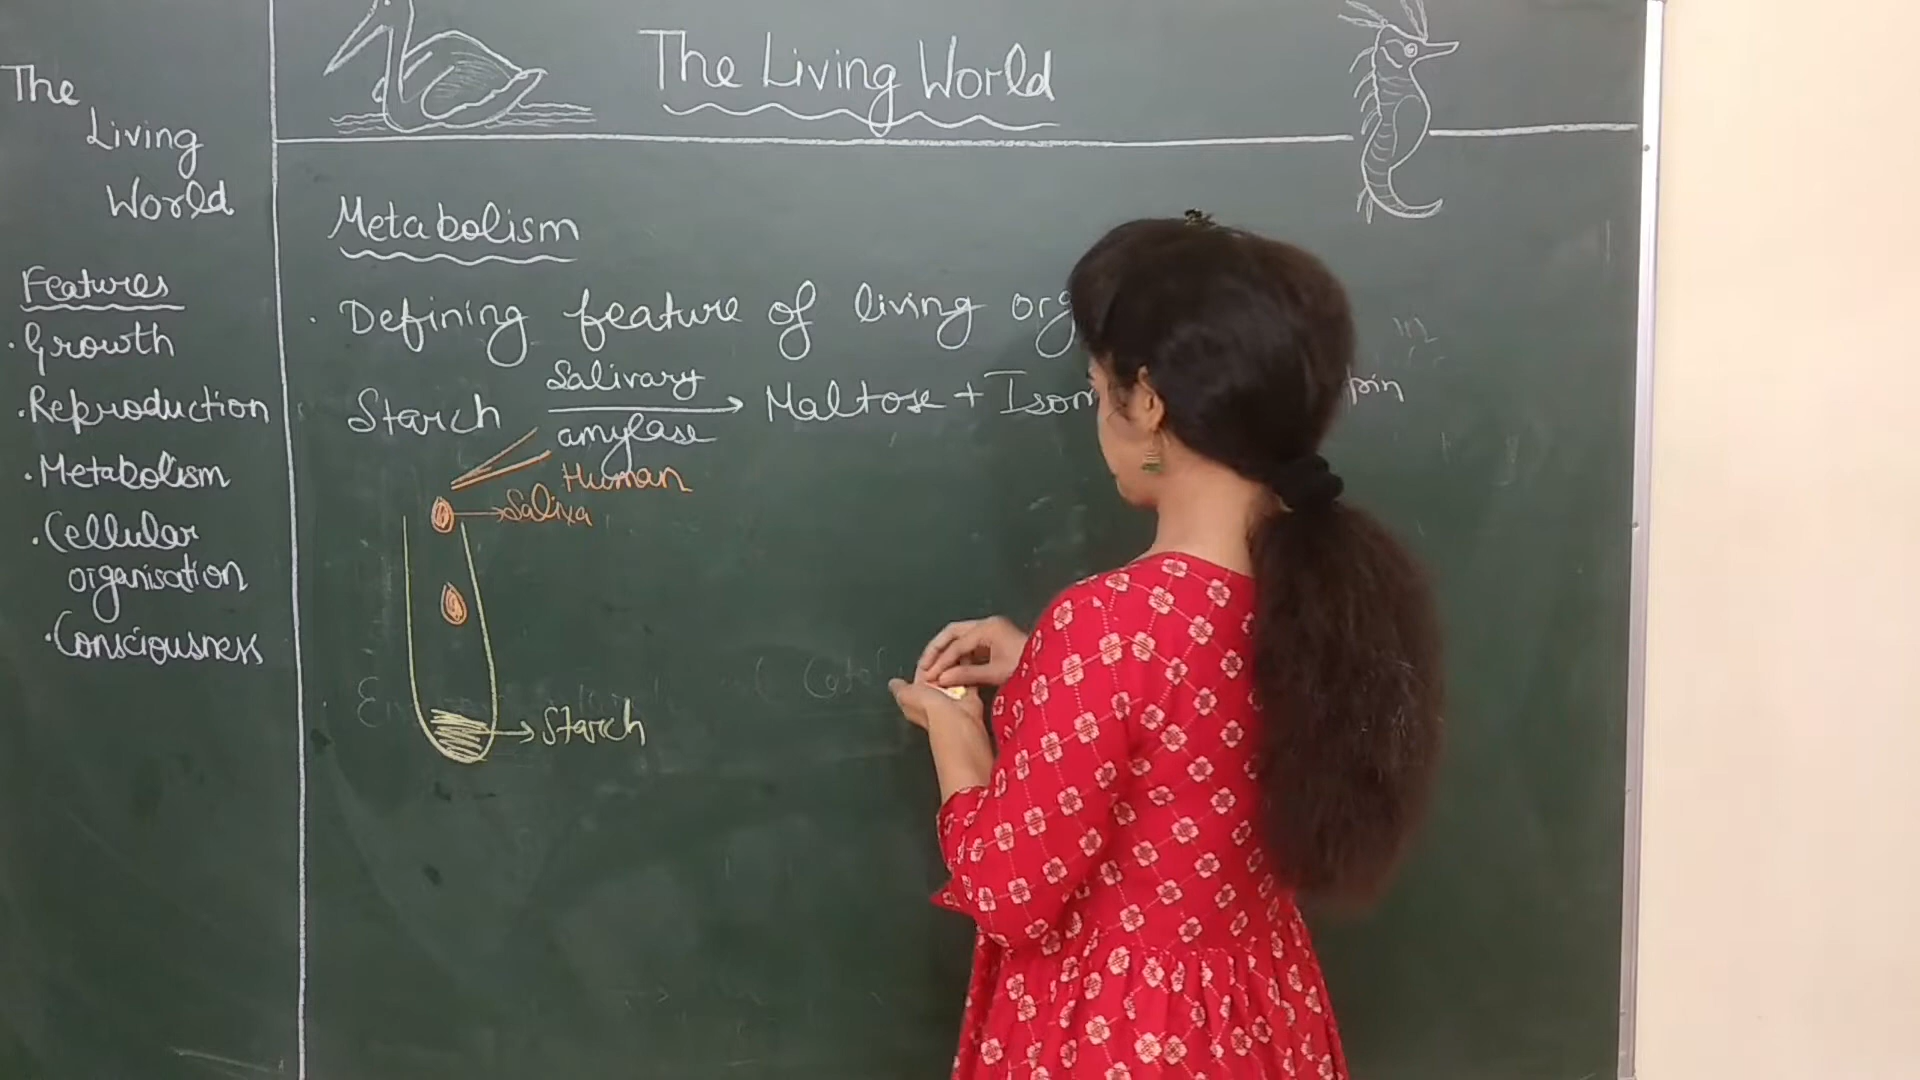 The
Living
World
Features
· Growth
· Reproduction
· Metabolism
· Cellular
organisation
· Consciousness
The Living World
Metabolism
· Defining feature of living org
Starch Salivary amylase → Maltose + Isom pin
Human
→ Saliva
→ Starch